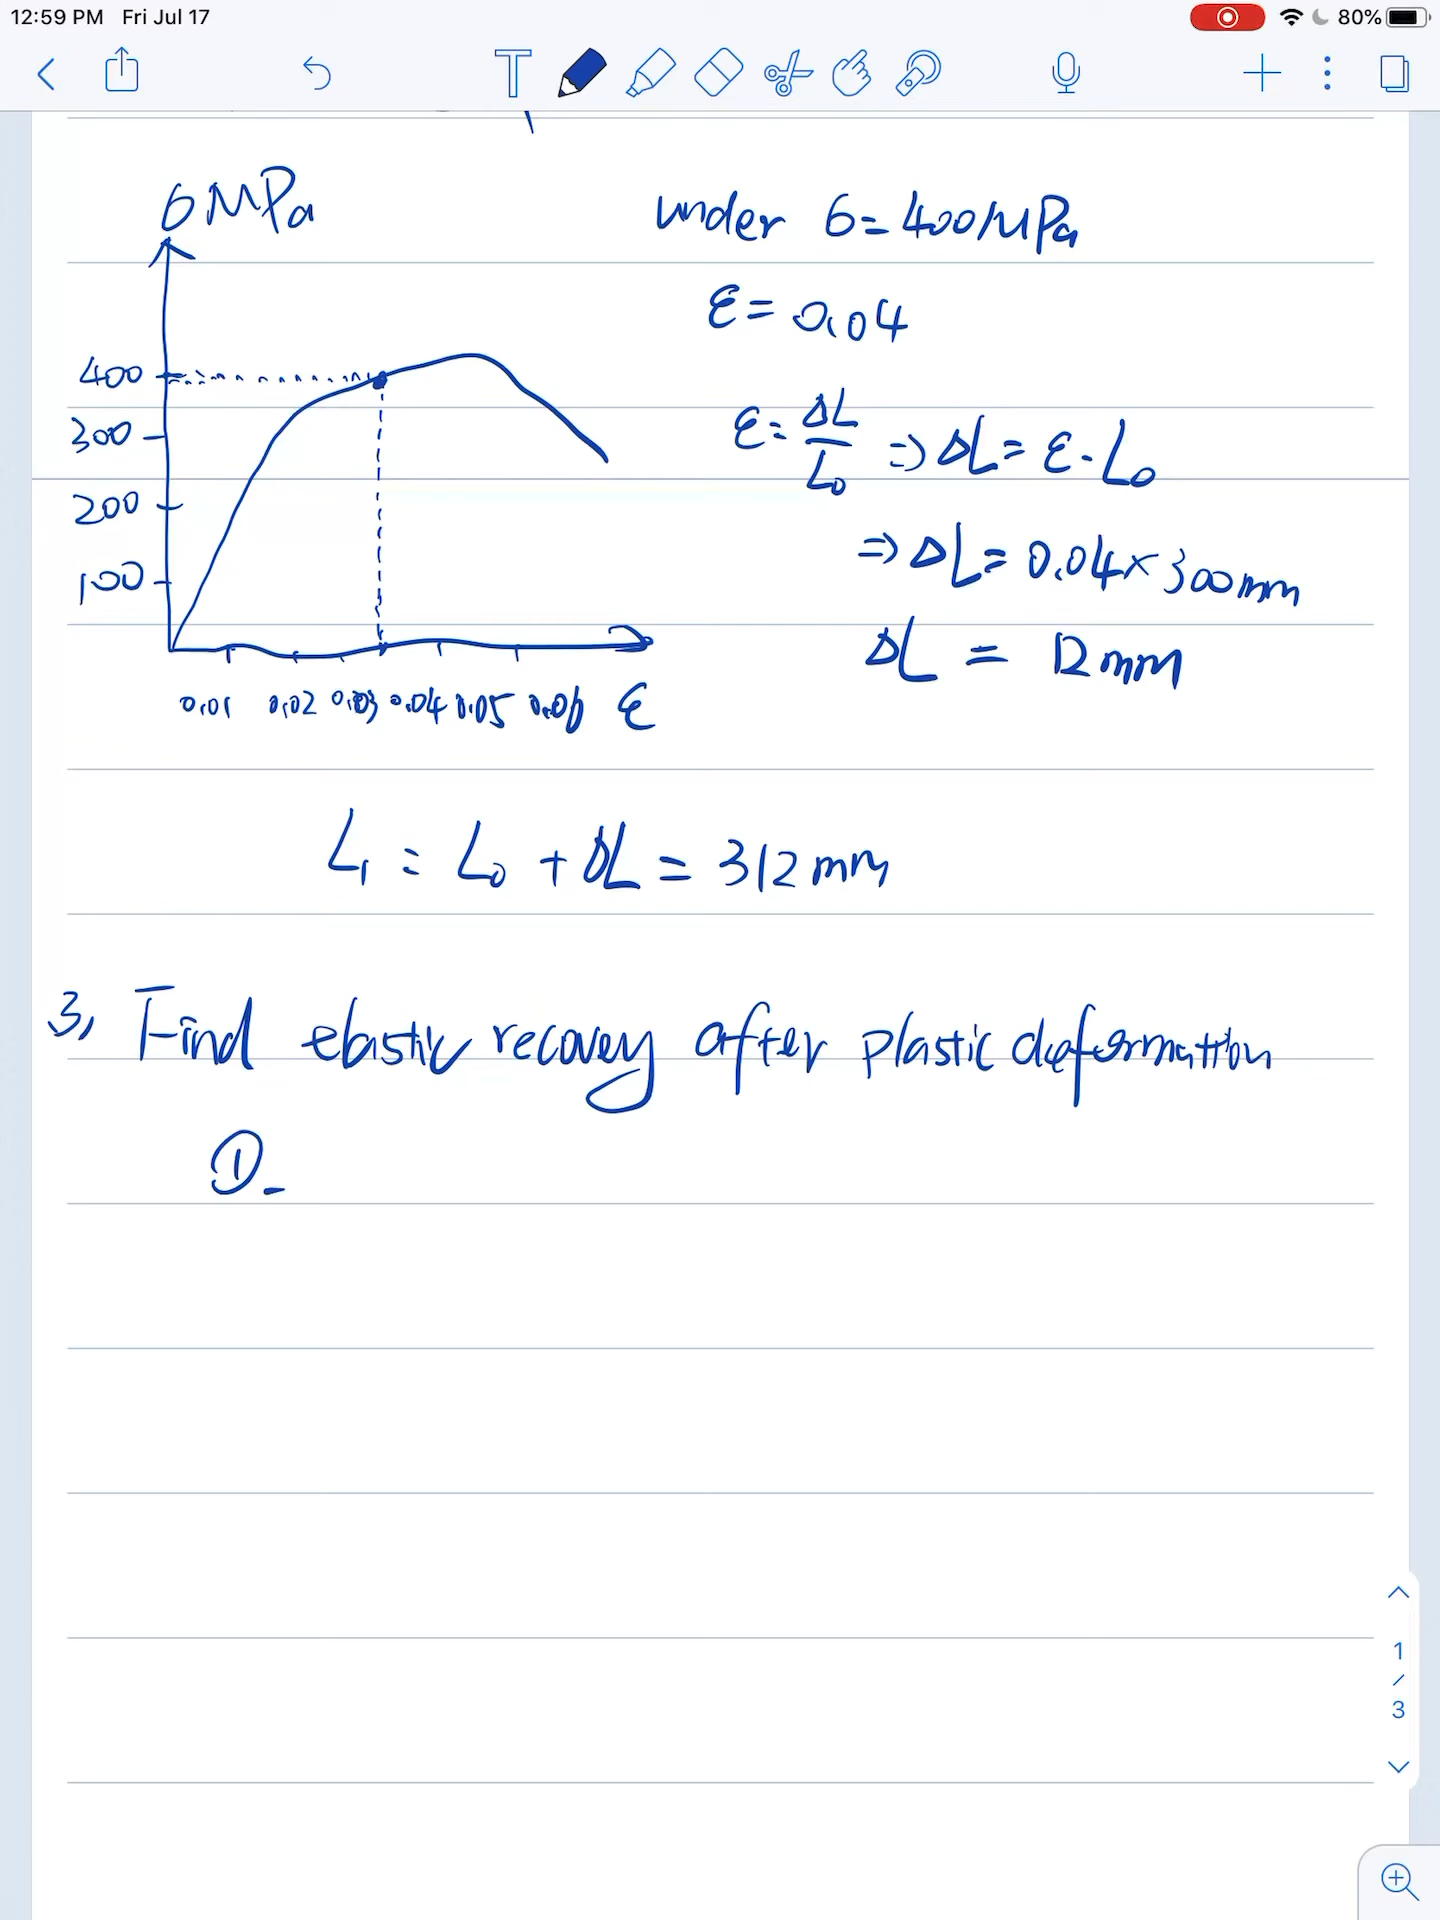 12:59 PM Fri Jul 17
80%
T
σ MPa
under σ = 400 MPa
ε = 0.04
400
300
ε = ΔL/L₀ ⇒ ΔL = ε · L₀
200
⇒ ΔL = 0.04 × 300 mm
100
ΔL = 12 mm
0.01 0.02 0.03 0.04 0.05 0.06 ε
L₁ = L₀ + ΔL = 312 mm
3, Find elastic recovey after plastic deformation
①.
1
/
3